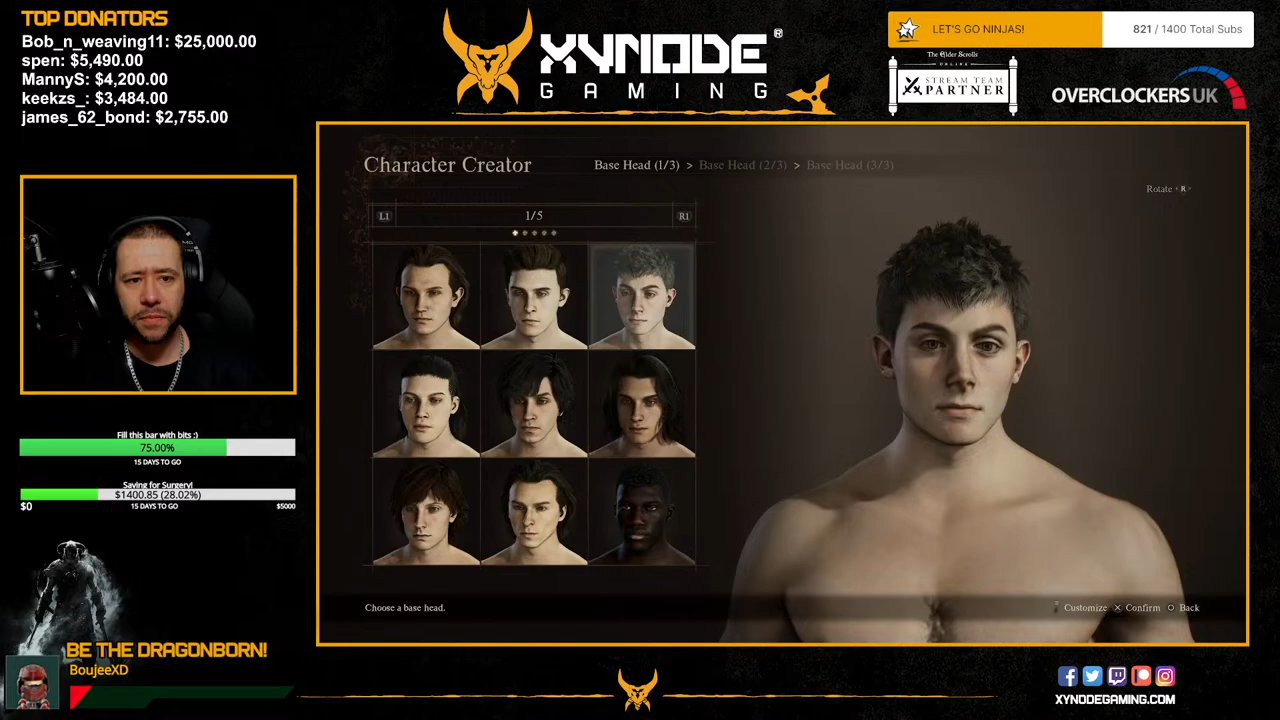 TOP DONATORS
Bob_n_weaving11: $25,000.00
spen: $5,490.00
MannyS: $4,200.00
keekzs_: $3,484.00
james_62_bond: $2,755.00
XYNODE ®
GAMING
LET'S GO NINJAS!
821 / 1400 Total Subs
The Elder Scrolls
ONLINE
STREAM TEAM
PARTNER
OVERCLOCKERS UK
Character Creator
Base Head (1/3) > Base Head (2/3) > Base Head (3/3)
Rotate R
L1 1/5 R1
Fill this bar with bits :)
75.00%
15 DAYS TO GO
Saving for Surgery!
$1400.85 (28.02%)
$0 15 DAYS TO GO $5000
Choose a base head.
Customize Confirm Back
BE THE DRAGONBORN!
BoujeeXD
XYNODEGAMING.COM